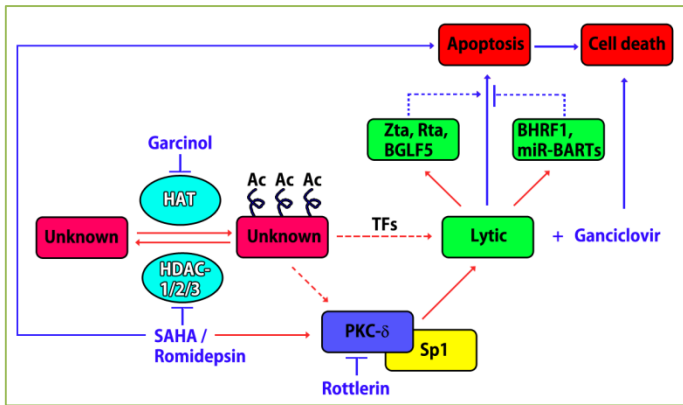 Apoptosis
Cell death
Zta, Rta,
BGLF5
BHRF1,
miR-BARTs
Garcinol
HAT
Ac Ac Ac
Unknown
Unknown
TFs
Lytic
+ Ganciclovir
HDAC-
1/2/3
SAHA /
Romidepsin
PKC-δ
Sp1
Rottlerin